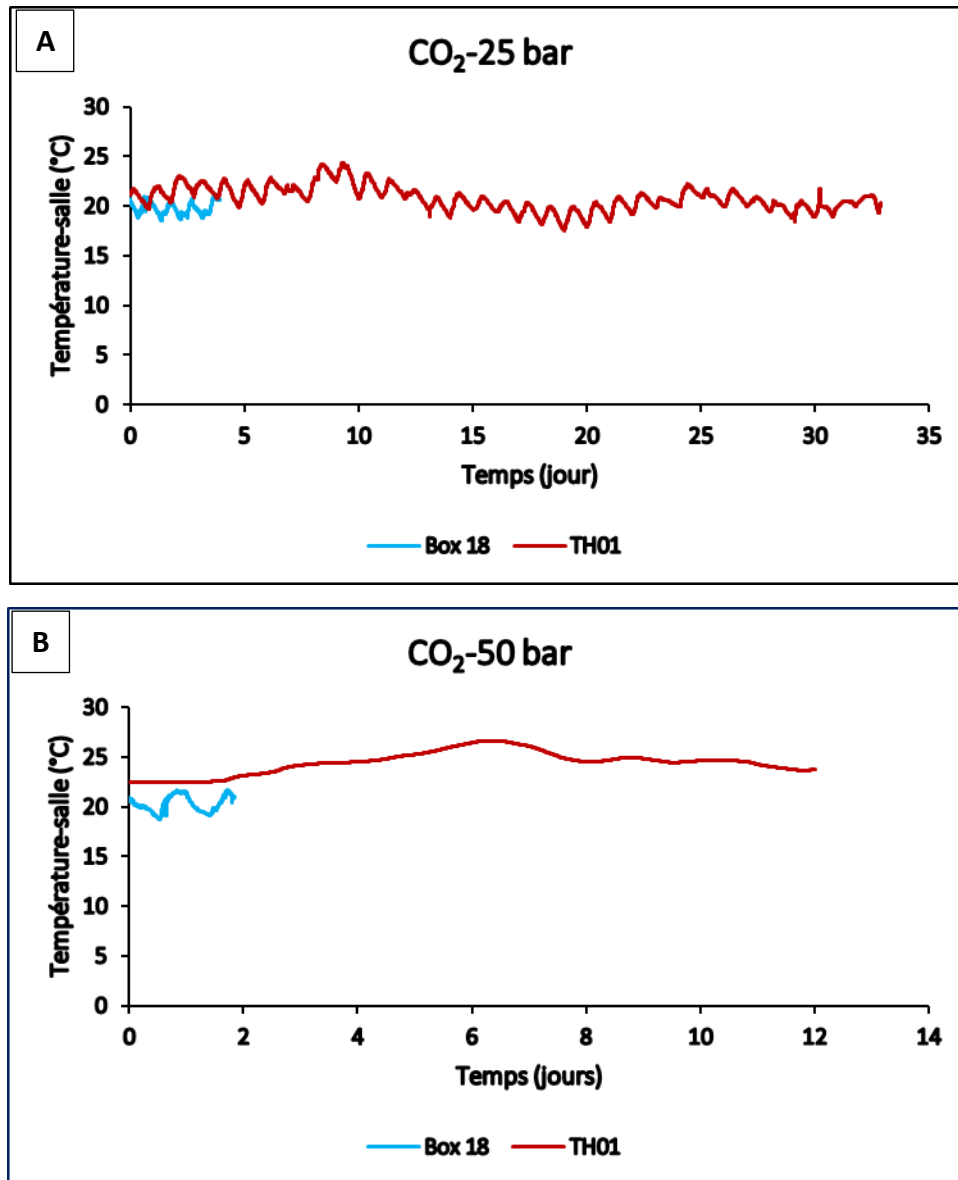 A
CO₂-25 bar
Température-salle (°C)
30
25
20
15
10
5
0
0 5 10 15 20 25 30 35
Temps (jour)
Box 18 TH01
B
CO₂-50 bar
Température-salle (°C)
30
25
20
15
10
5
0
0 2 4 6 8 10 12 14
Temps (jours)
Box 18 TH01